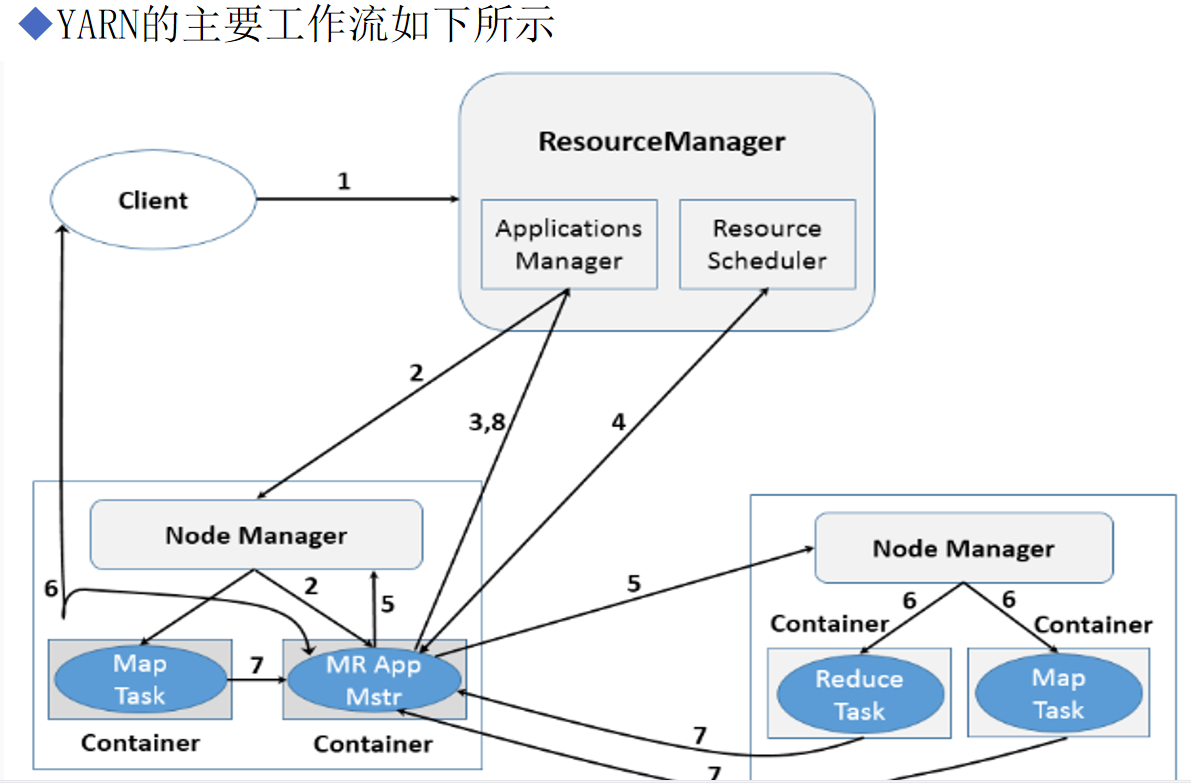 ◆YARN的主要工作流如下所示
ResourceManager
Client
1
Applications
Manager
Resource
Scheduler
2
3,8
4
Node Manager
Node Manager
6
2
5
5
6
6
Container
Container
Map
Task
7
MR App
Mstr
Reduce
Task
Map
Task
Container
Container
7
7